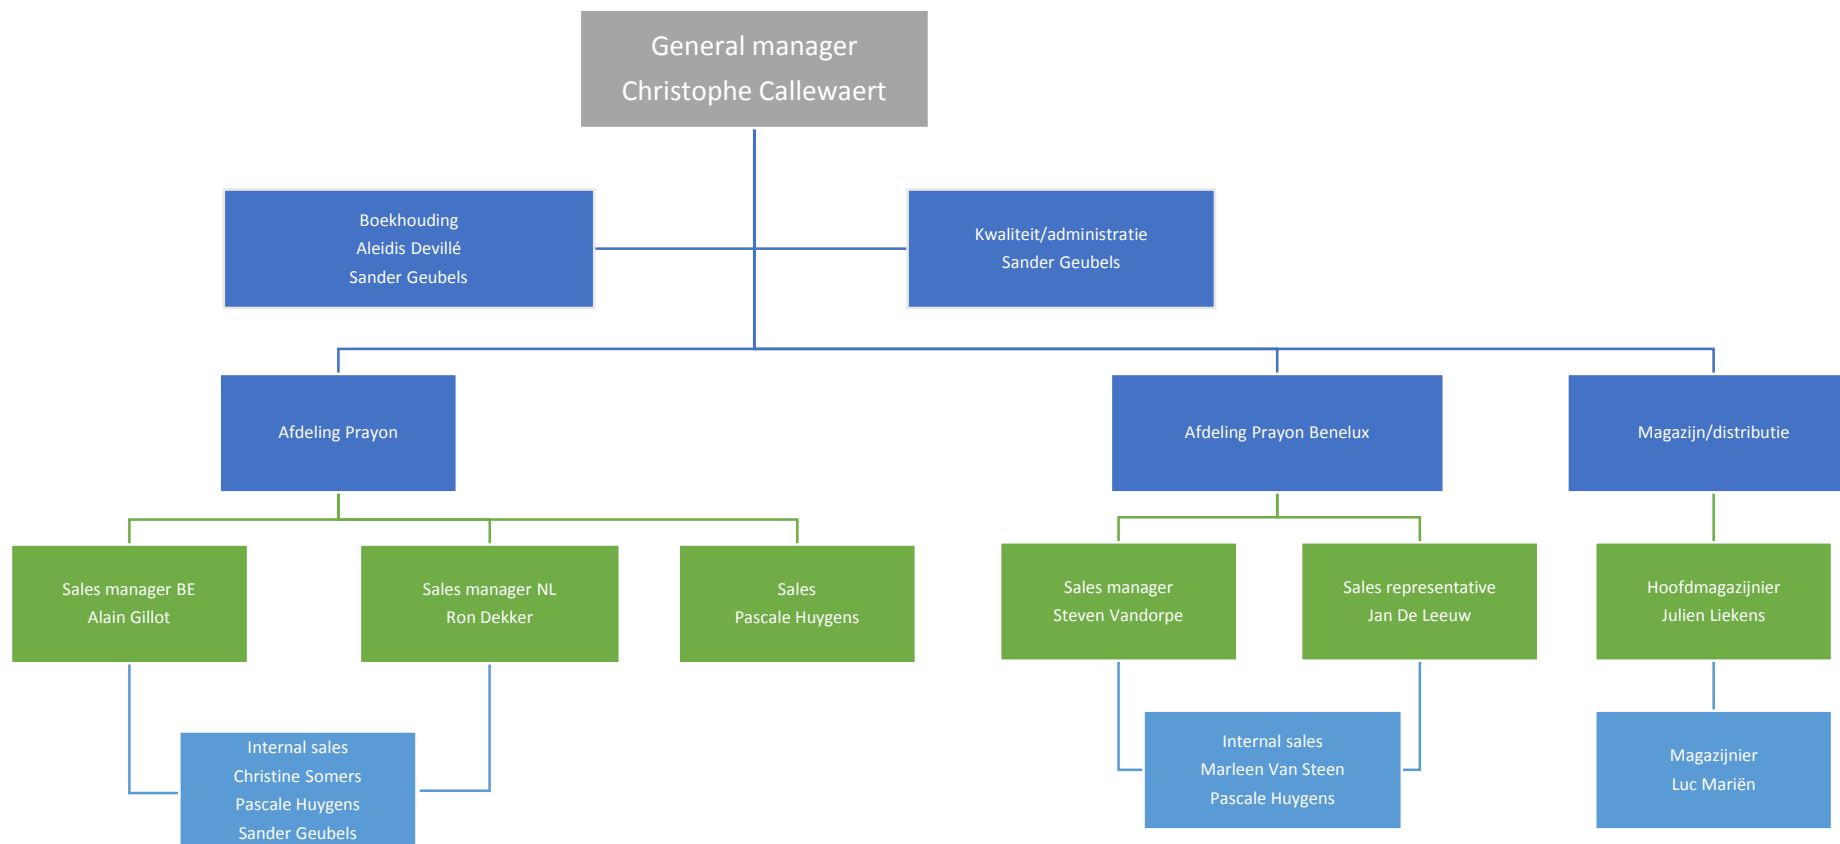 General manager
Christophe Callewaert
Boekhouding
Aleidis Devillé
Sander Geubels
Kwaliteit/administratie
Sander Geubels
Afdeling Prayon
Afdeling Prayon Benelux
Magazijn/distributie
Sales manager BE
Alain Gillot
Sales manager NL
Ron Dekker
Sales
Pascale Huygens
Sales manager
Steven Vandorpe
Sales representative
Jan De Leeuw
Hoofdmagazijnier
Julien Liekens
Internal sales
Christine Somers
Pascale Huygens
Sander Geubels
Internal sales
Marleen Van Steen
Pascale Huygens
Magazijnier
Luc Mariën